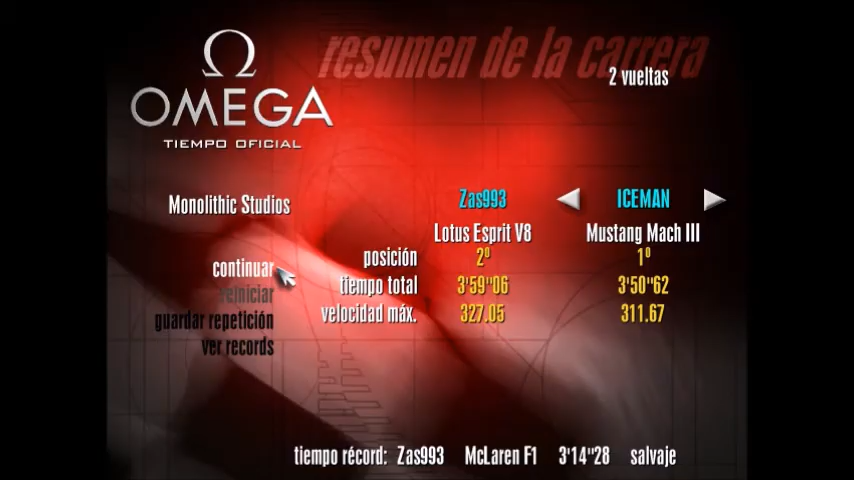 resumen de la carrera
2 vueltas
Ω
OMEGA
TIEMPO OFICIAL
Monolithic Studios
Zas993 ICEMAN
Lotus Esprit V8 Mustang Mach III
posición 2º 1º
continuar
tiempo total 3'59"06 3'50"62
reiniciar
velocidad máx. 327.05 311.67
guardar repetición
ver records
tiempo récord: Zas993 McLaren F1 3'14"28 salvaje